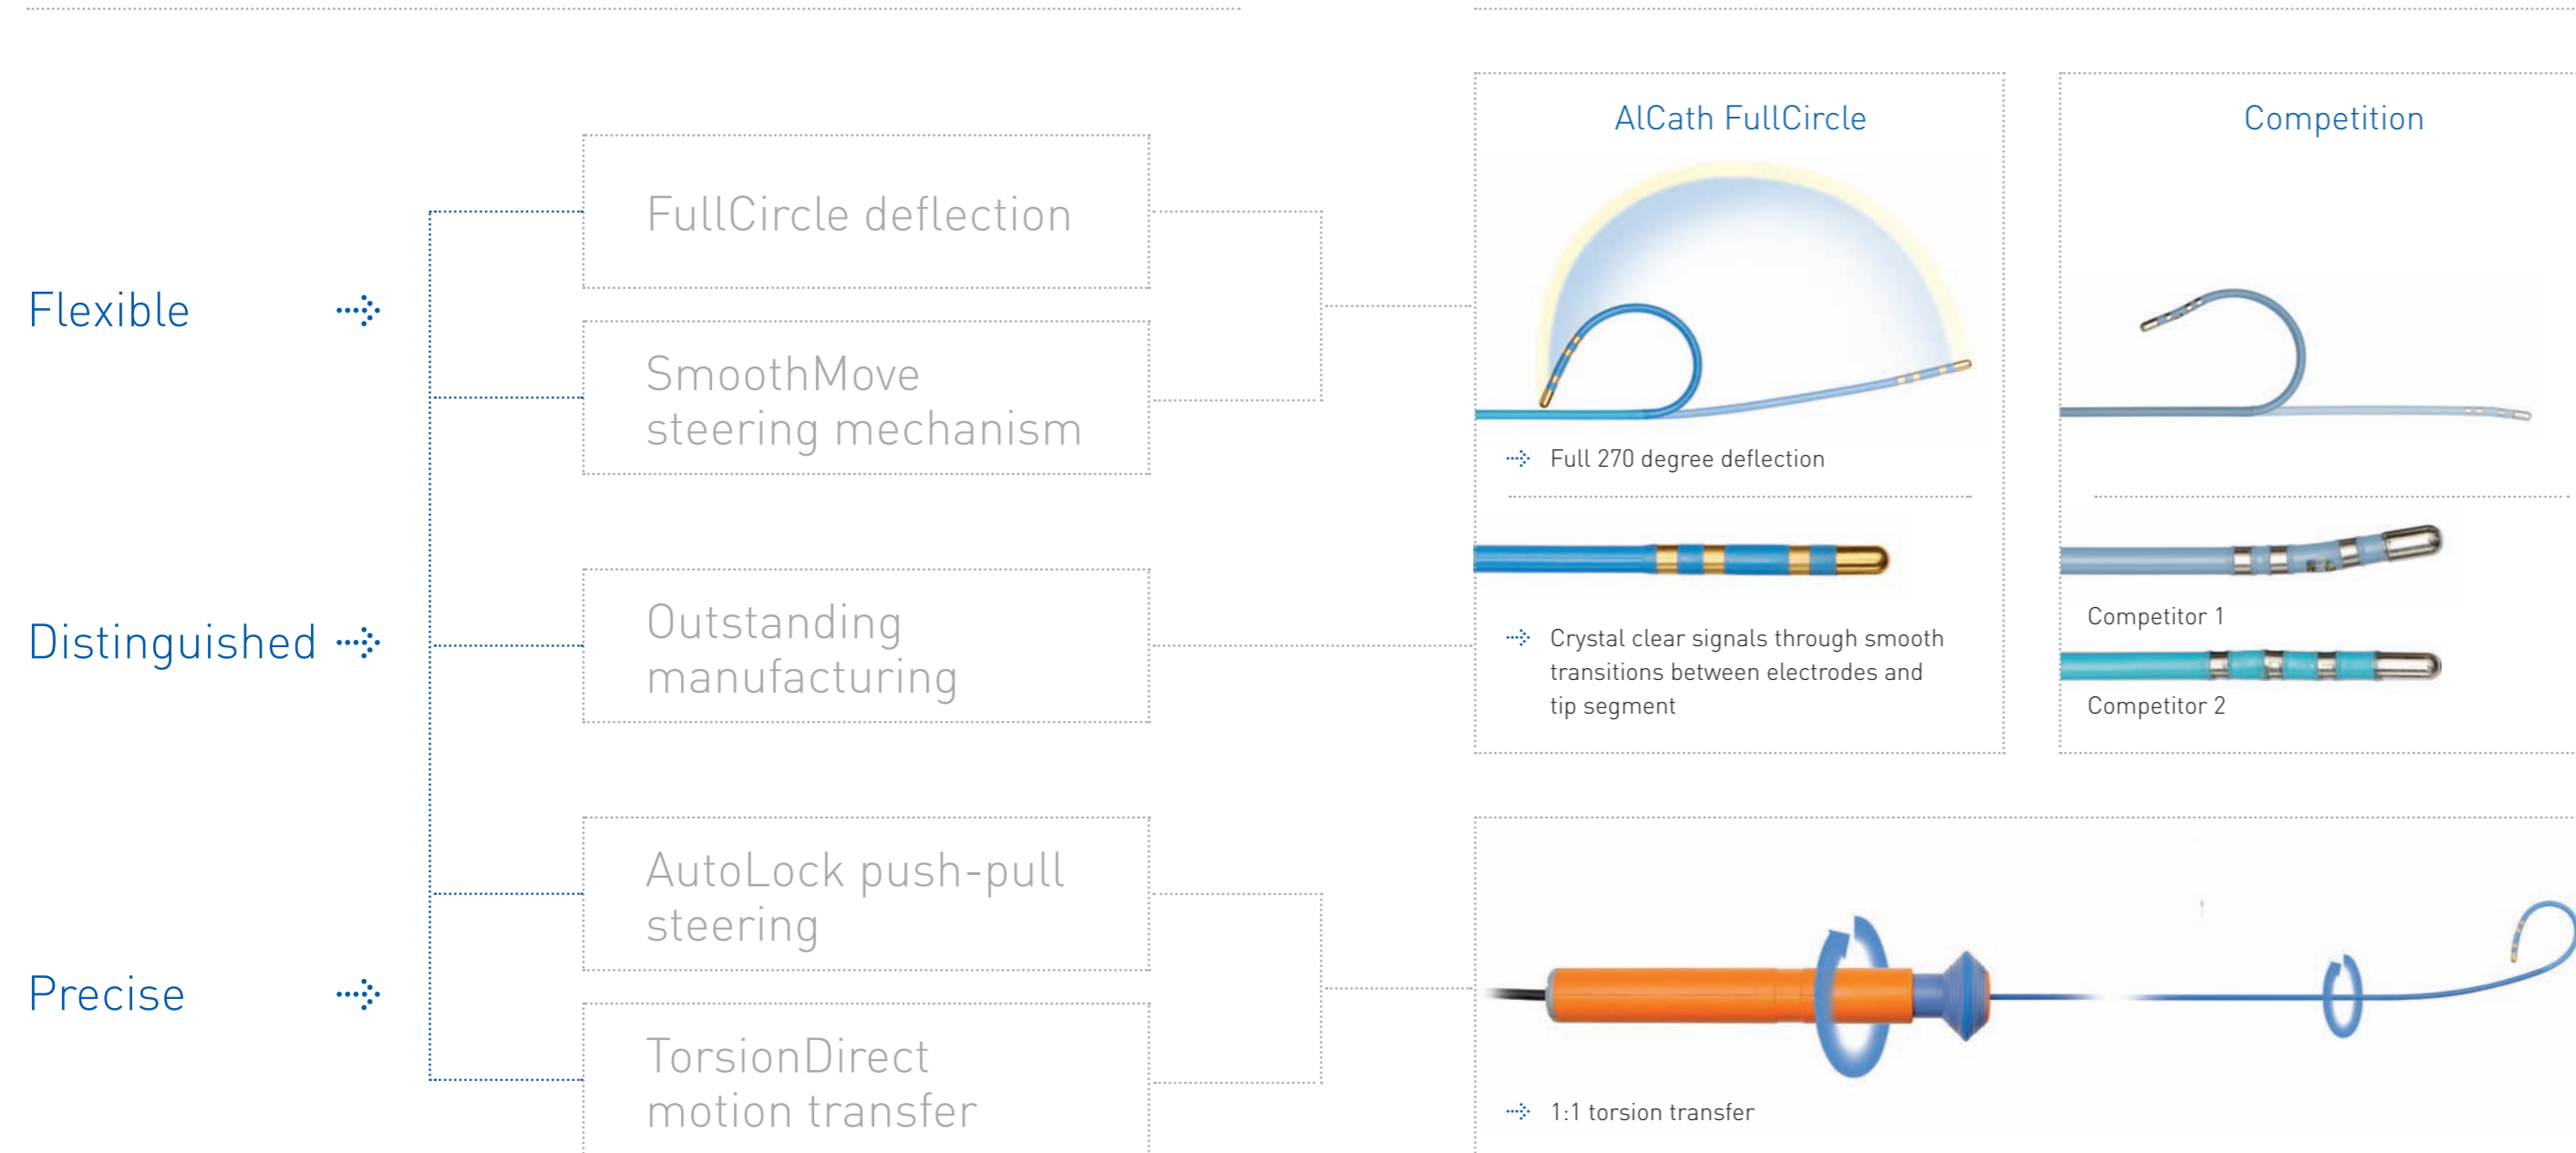 Flexible
Distinguished
Precise
FullCircle deflection
SmoothMove
steering mechanism
Outstanding
manufacturing
AutoLock push-pull
steering
TorsionDirect
motion transfer
AlCath FullCircle
Full 270 degree deflection
Crystal clear signals through smooth
transitions between electrodes and
tip segment
Competition
Competitor 1
Competitor 2
1:1 torsion transfer